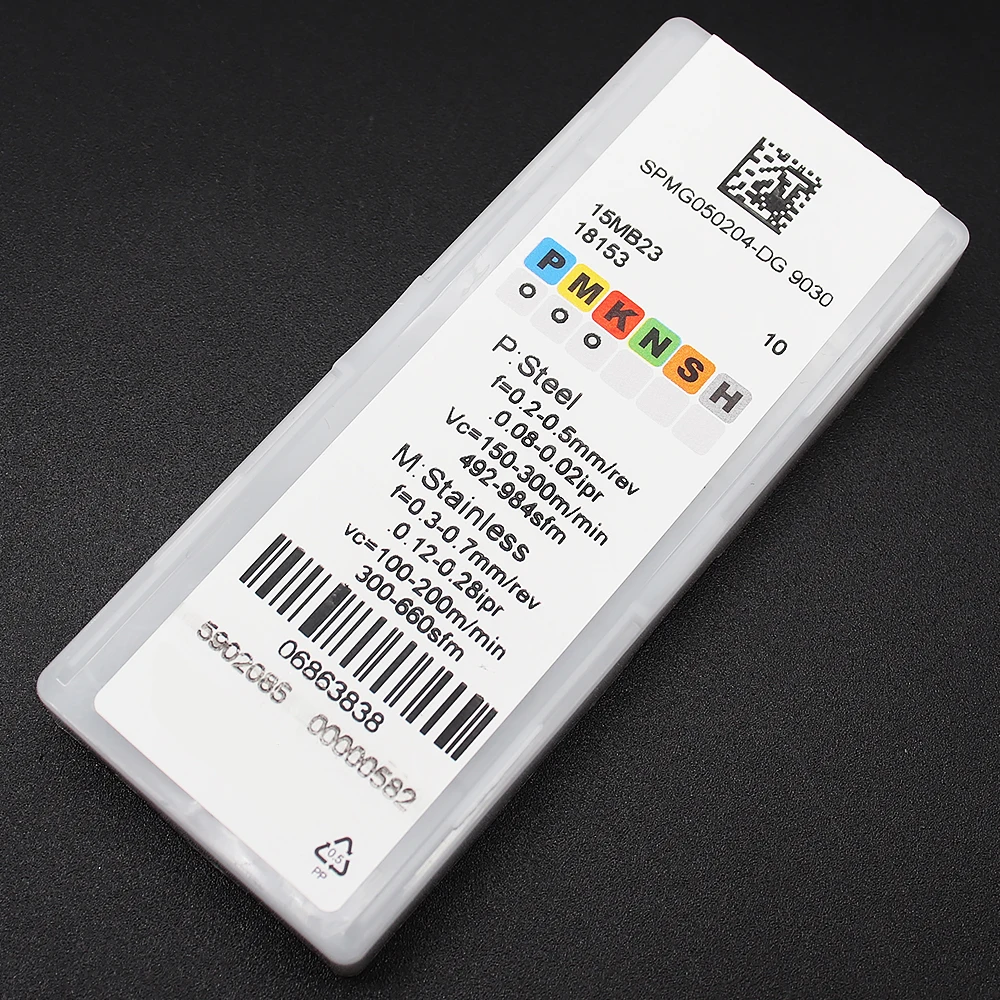 SPMG050204-DG 9030
15MB23
18153
10
P M K N S H
P:Steel
f=0.2-0.5mm/rev
.0.08-0.02ipr
Vc=150-300m/min
492-984sfm
M:Stainless
f=0.3-0.7mm/rev
.0.12-0.28ipr
vc=100-200m/min
300-660sfm
06863838
5902086 00000582
05
PP